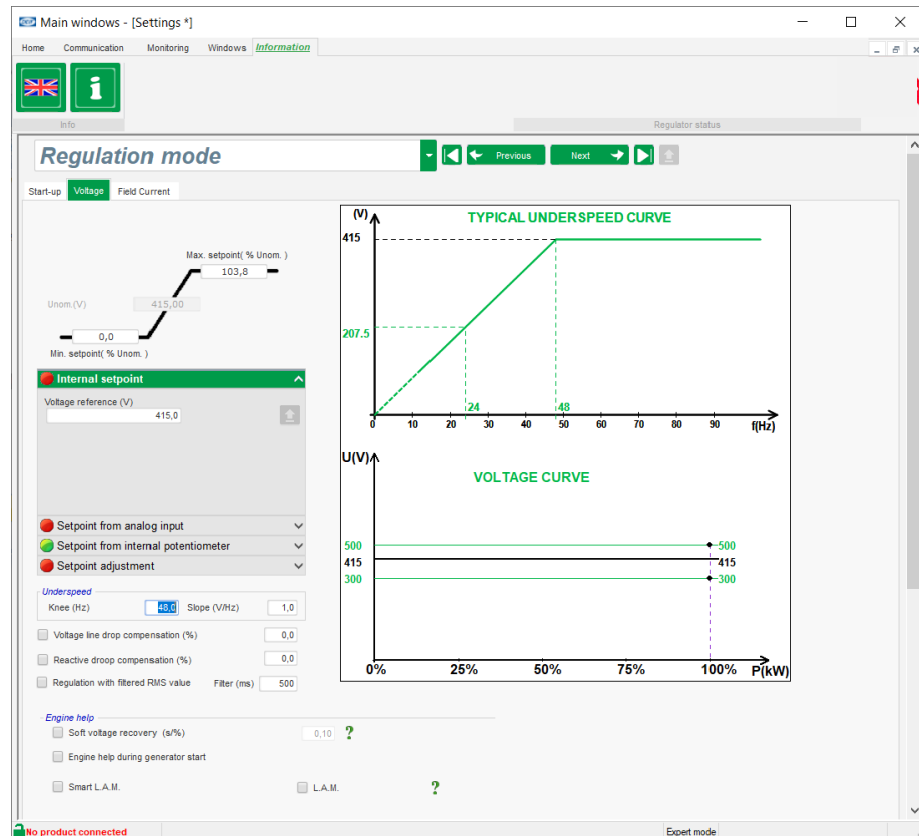 Main windows - [Settings *]
Home Communication Monitoring Windows Information
Info
Regulator status
Regulation mode
Previous
Next
Start-up Voltage Field Current
Max. setpoint( % Unom. )
103,8
Unom.(V) 415,00
0,0
Min. setpoint( % Unom. )
Internal setpoint
Voltage reference (V)
415,0
Setpoint from analog input
Setpoint from internal potentiometer
Setpoint adjustment
Underspeed
Knee (Hz) 48,0 Slope (V/Hz) 1,0
Voltage line drop compensation (%) 0,0
Reactive droop compensation (%) 0,0
Regulation with filtered RMS value Filter (ms) 500
Engine help
Soft voltage recovery (s/%) 0,10 ?
Engine help during generator start
Smart L.A.M. L.A.M. ?
(V) TYPICAL UNDERSPEED CURVE
415
207.5
24 48
0 10 20 30 40 50 60 70 80 90 f(Hz)
U(V)
VOLTAGE CURVE
500 500
415 415
300 300
0% 25% 50% 75% 100% P(kW)
No product connected
Expert mode